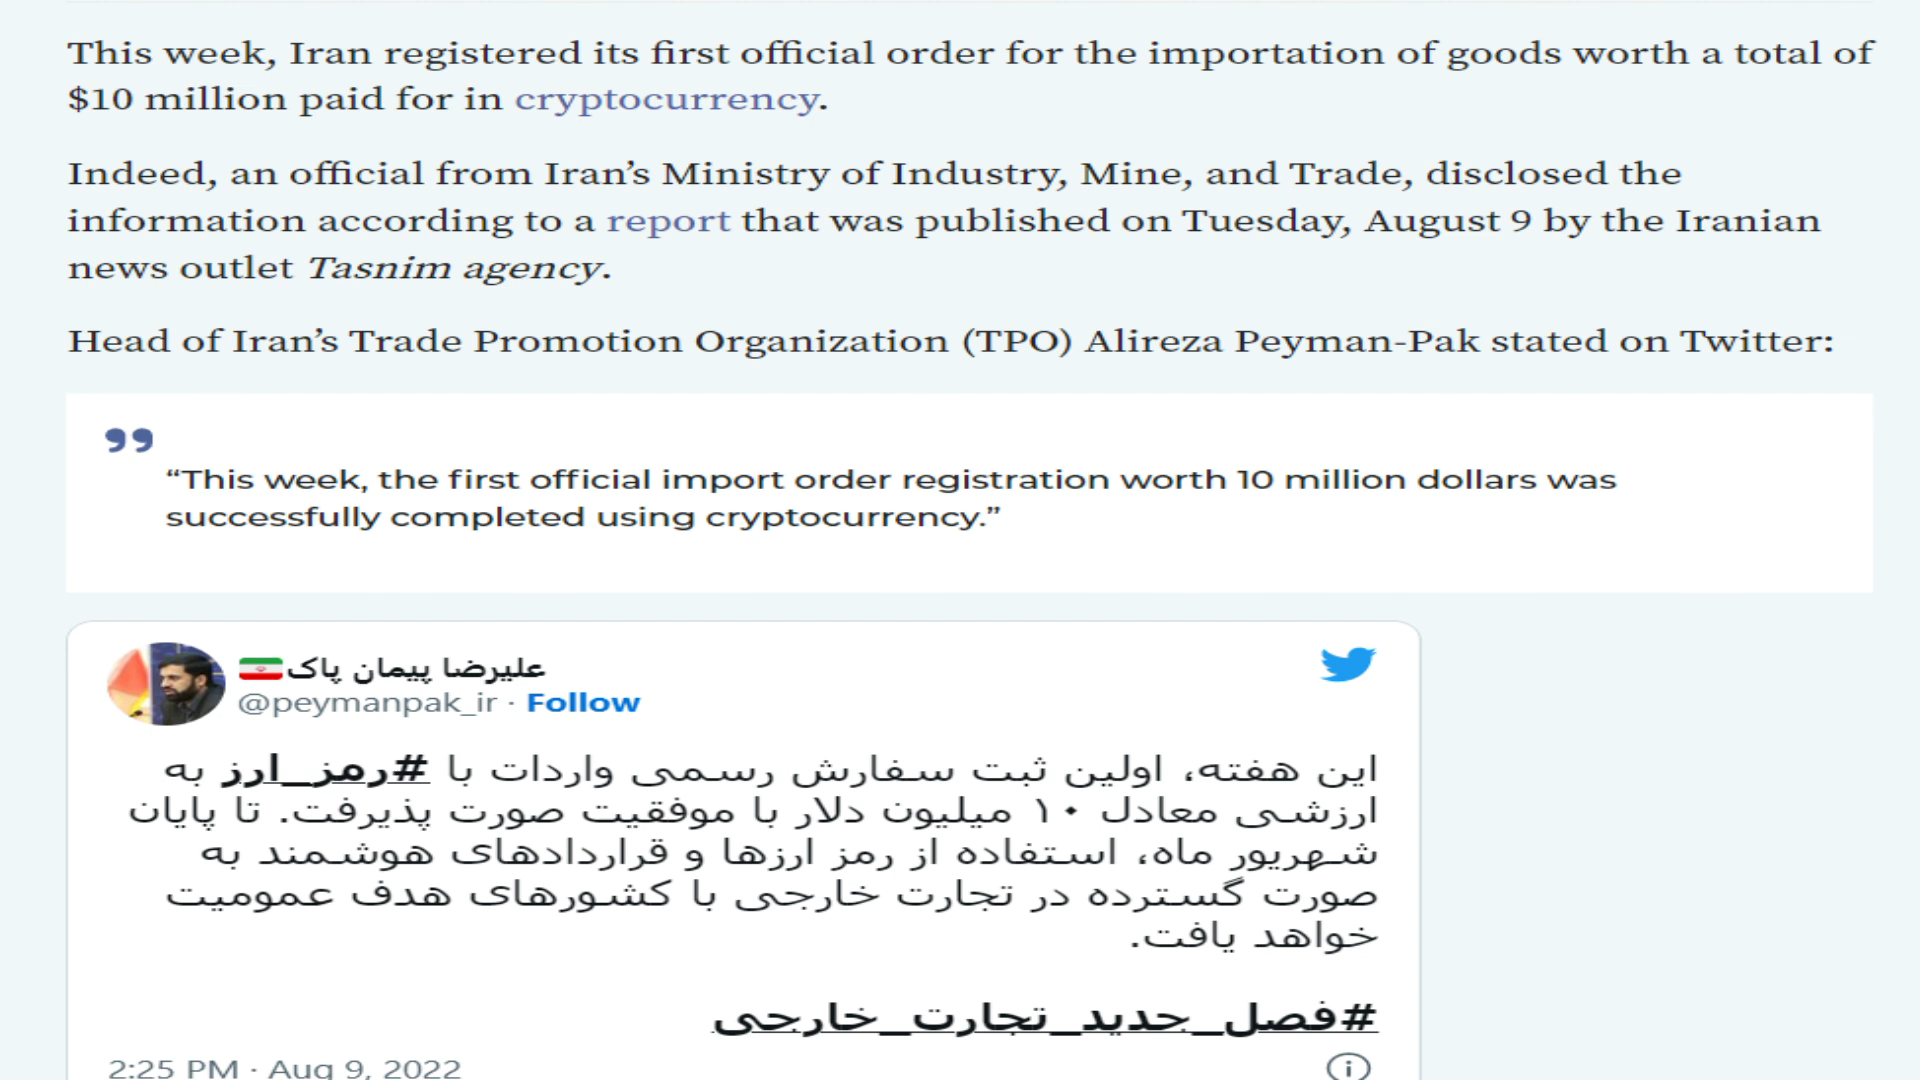 This week, Iran registered its first official order for the importation of goods worth a total of
$10 million paid for in cryptocurrency.
Indeed, an official from Iran’s Ministry of Industry, Mine, and Trade, disclosed the
information according to a report that was published on Tuesday, August 9 by the Iranian
news outlet Tasnim agency.
Head of Iran’s Trade Promotion Organization (TPO) Alireza Peyman-Pak stated on Twitter:
”
“This week, the first official import order registration worth 10 million dollars was
successfully completed using cryptocurrency.”
علیرضا پیمان پاک🇮🇷
@peymanpak_ir · Follow
این هفته، اولین ثبت سفارش رسمی واردات با #رمز_ارز به
ارزشی معادل ۱۰ میلیون دلار با موفقیت صورت پذیرفت. تا پایان
شهریور ماه، استفاده از رمز ارزها و قراردادهای هوشمند به
صورت گسترده در تجارت خارجی با کشورهای هدف عمومیت
خواهد یافت.
#فصل_جدید_تجارت_خارجی
2:25 PM · Aug 9, 2022